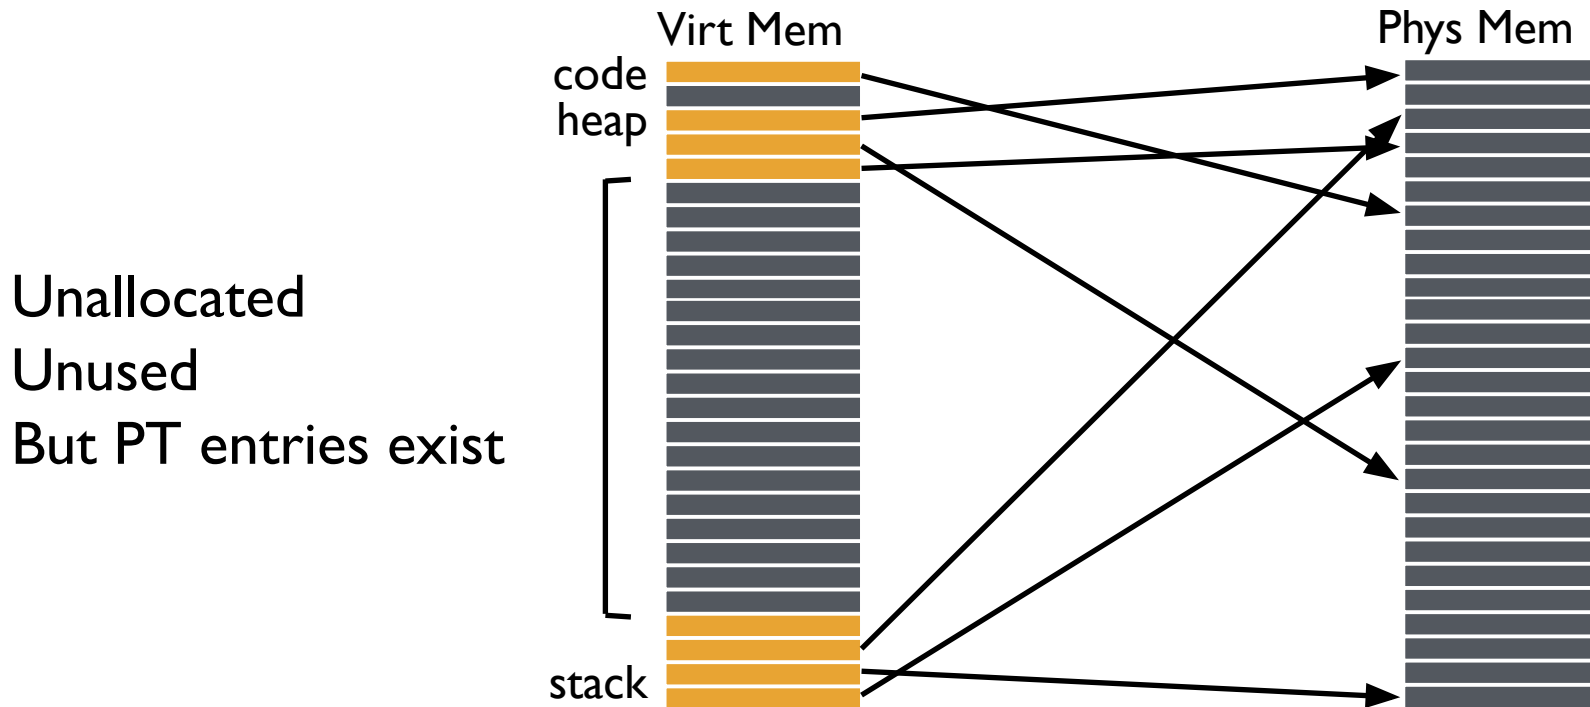 Virt Mem
Phys Mem
code
heap
Unallocated
Unused
But PT entries exist
stack